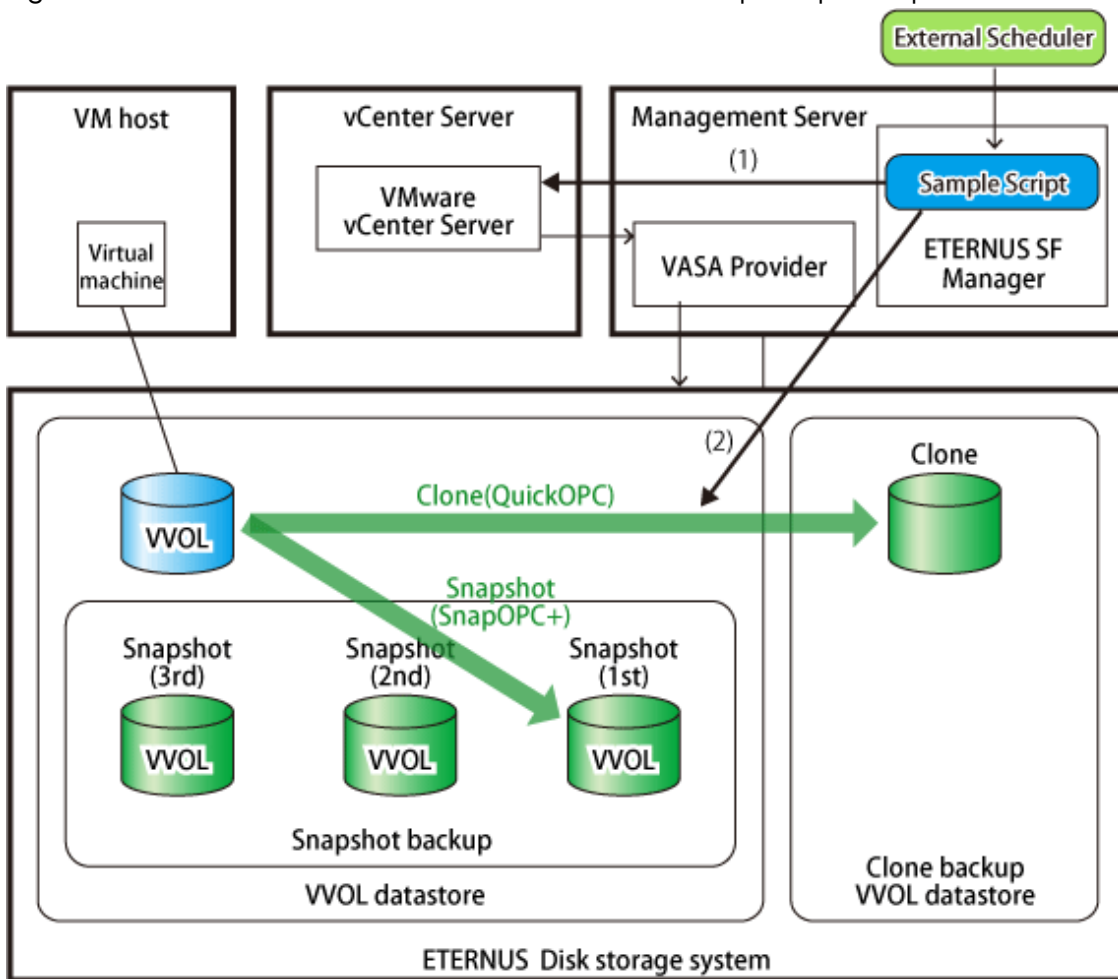 External Scheduler
VM host
vCenter Server
Management Server
(1)
Sample Script
VMware
vCenter Server
Virtual
machine
VASA Provider
ETERNUS SF
Manager
(2)
Clone
Clone(QuickOPC)
VVOL
Snapshot
(SnapOPC+)
Snapshot
(3rd)
Snapshot
(2nd)
Snapshot
(1st)
VVOL
VVOL
VVOL
Snapshot backup
VVOL datastore
Clone backup
VVOL datastore
ETERNUS Disk storage system